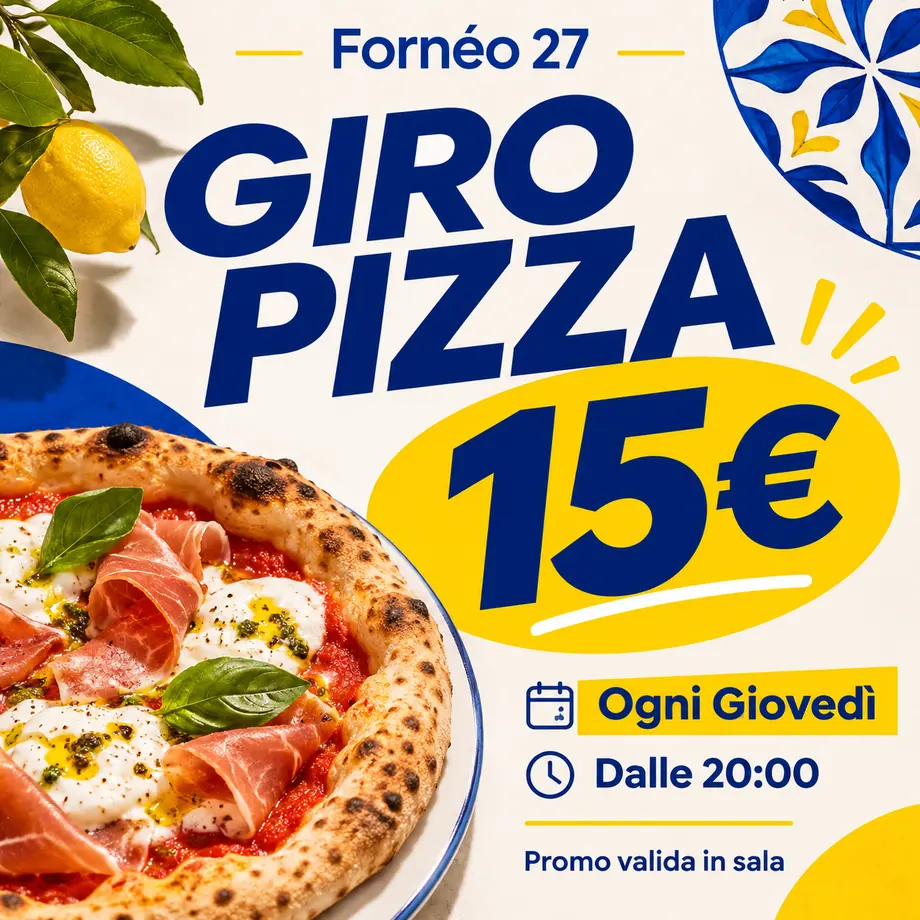 Fornéo 27
GIRO
PIZZA
15€
Ogni Giovedì
Dalle 20:00
Promo valida in sala